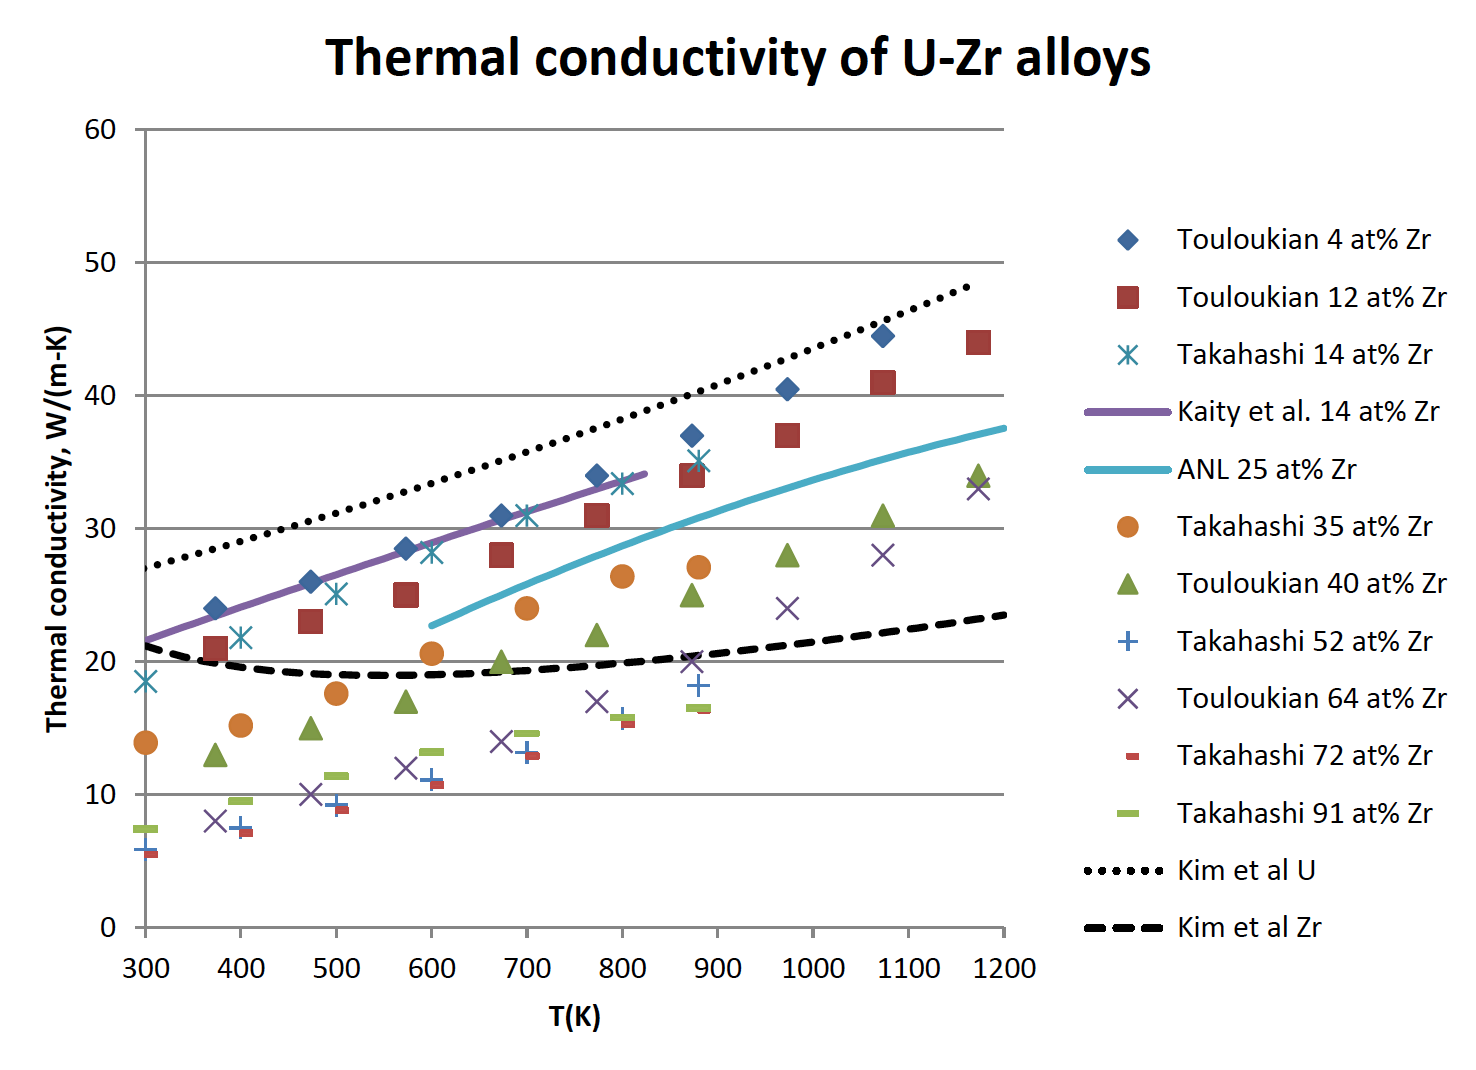 Thermal conductivity of U-Zr alloys
Thermal conductivity, W/(m-K)
60
50
40
30
20
10
0
300 400 500 600 700 800 900 1000 1100 1200
T(K)
Touloukian 4 at% Zr
Touloukian 12 at% Zr
Takahashi 14 at% Zr
Kaity et al. 14 at% Zr
ANL 25 at% Zr
Takahashi 35 at% Zr
Touloukian 40 at% Zr
Takahashi 52 at% Zr
Touloukian 64 at% Zr
Takahashi 72 at% Zr
Takahashi 91 at% Zr
Kim et al U
Kim et al Zr